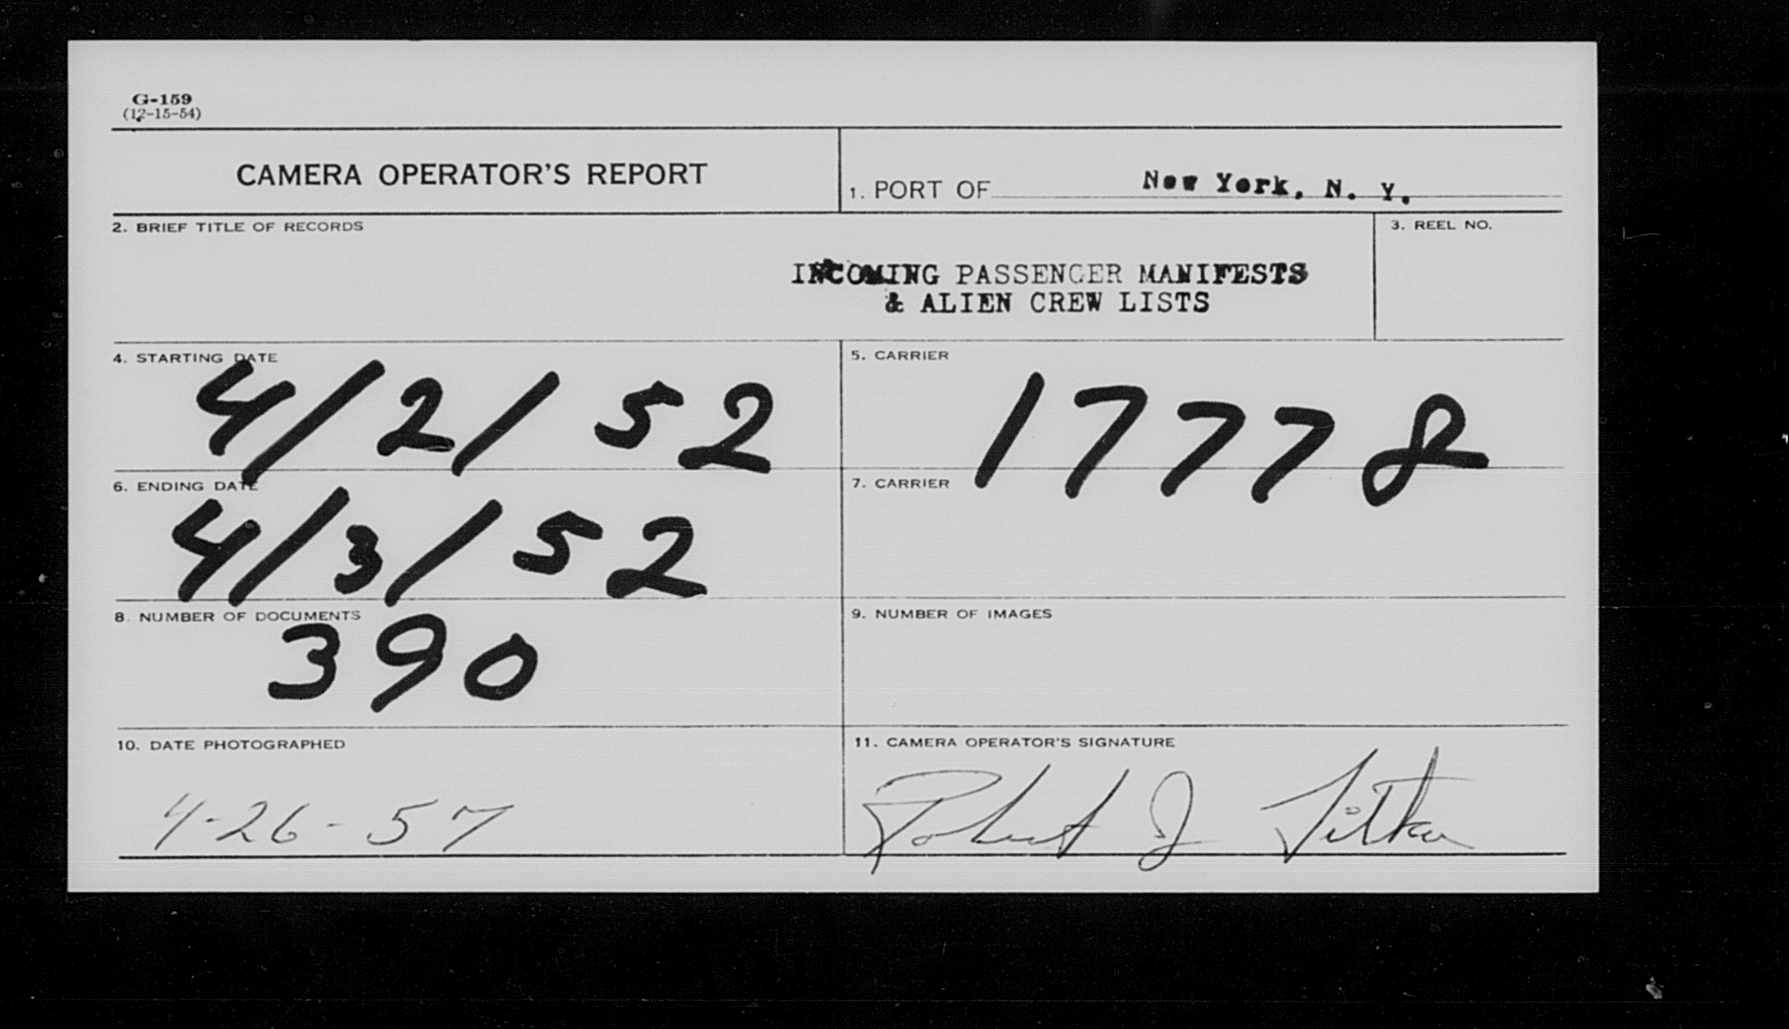 G-159
(12-15-54)
CAMERA OPERATOR'S REPORT
1. PORT OF New York, N. Y.
2. BRIEF TITLE OF RECORDS
INCOMING PASSENGER MANIFESTS
& ALIEN CREW LISTS
3. REEL NO.
4. STARTING DATE
4/2/52
5. CARRIER
17778
6. ENDING DATE
4/3/52
7. CARRIER
8. NUMBER OF DOCUMENTS
390
9. NUMBER OF IMAGES
10. DATE PHOTOGRAPHED
4-26-57
11. CAMERA OPERATOR'S SIGNATURE
Robert J